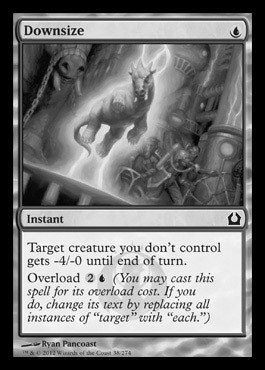 Downsize
Instant
Target creature you don't control
gets -4/-0 until end of turn.
Overload 2 (You may cast this
spell for its overload cost. If you
do, change its text by replacing all
instances of "target" with "each.")
Ryan Pancoast
™ & © 2012 Wizards of the Coast 38/274